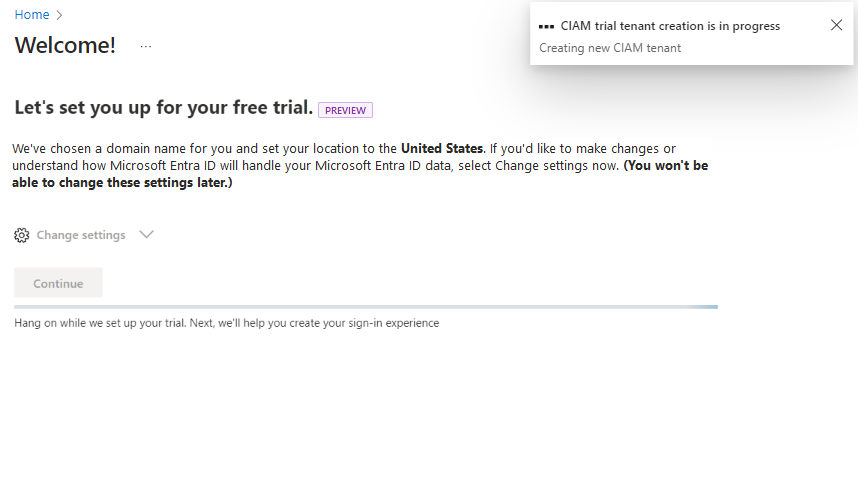 Home
Welcome!
...
CIAM trial tenant creation is in progress
Creating new CIAM tenant
Let's set you up for your free trial. PREVIEW
We've chosen a domain name for you and set your location to the United States. If you'd like to make changes or
understand how Microsoft Entra ID will handle your Microsoft Entra ID data, select Change settings now. (You won't be
able to change these settings later.)
Change settings
Continue
Hang on while we set up your trial. Next, we'll help you create your sign-in experience